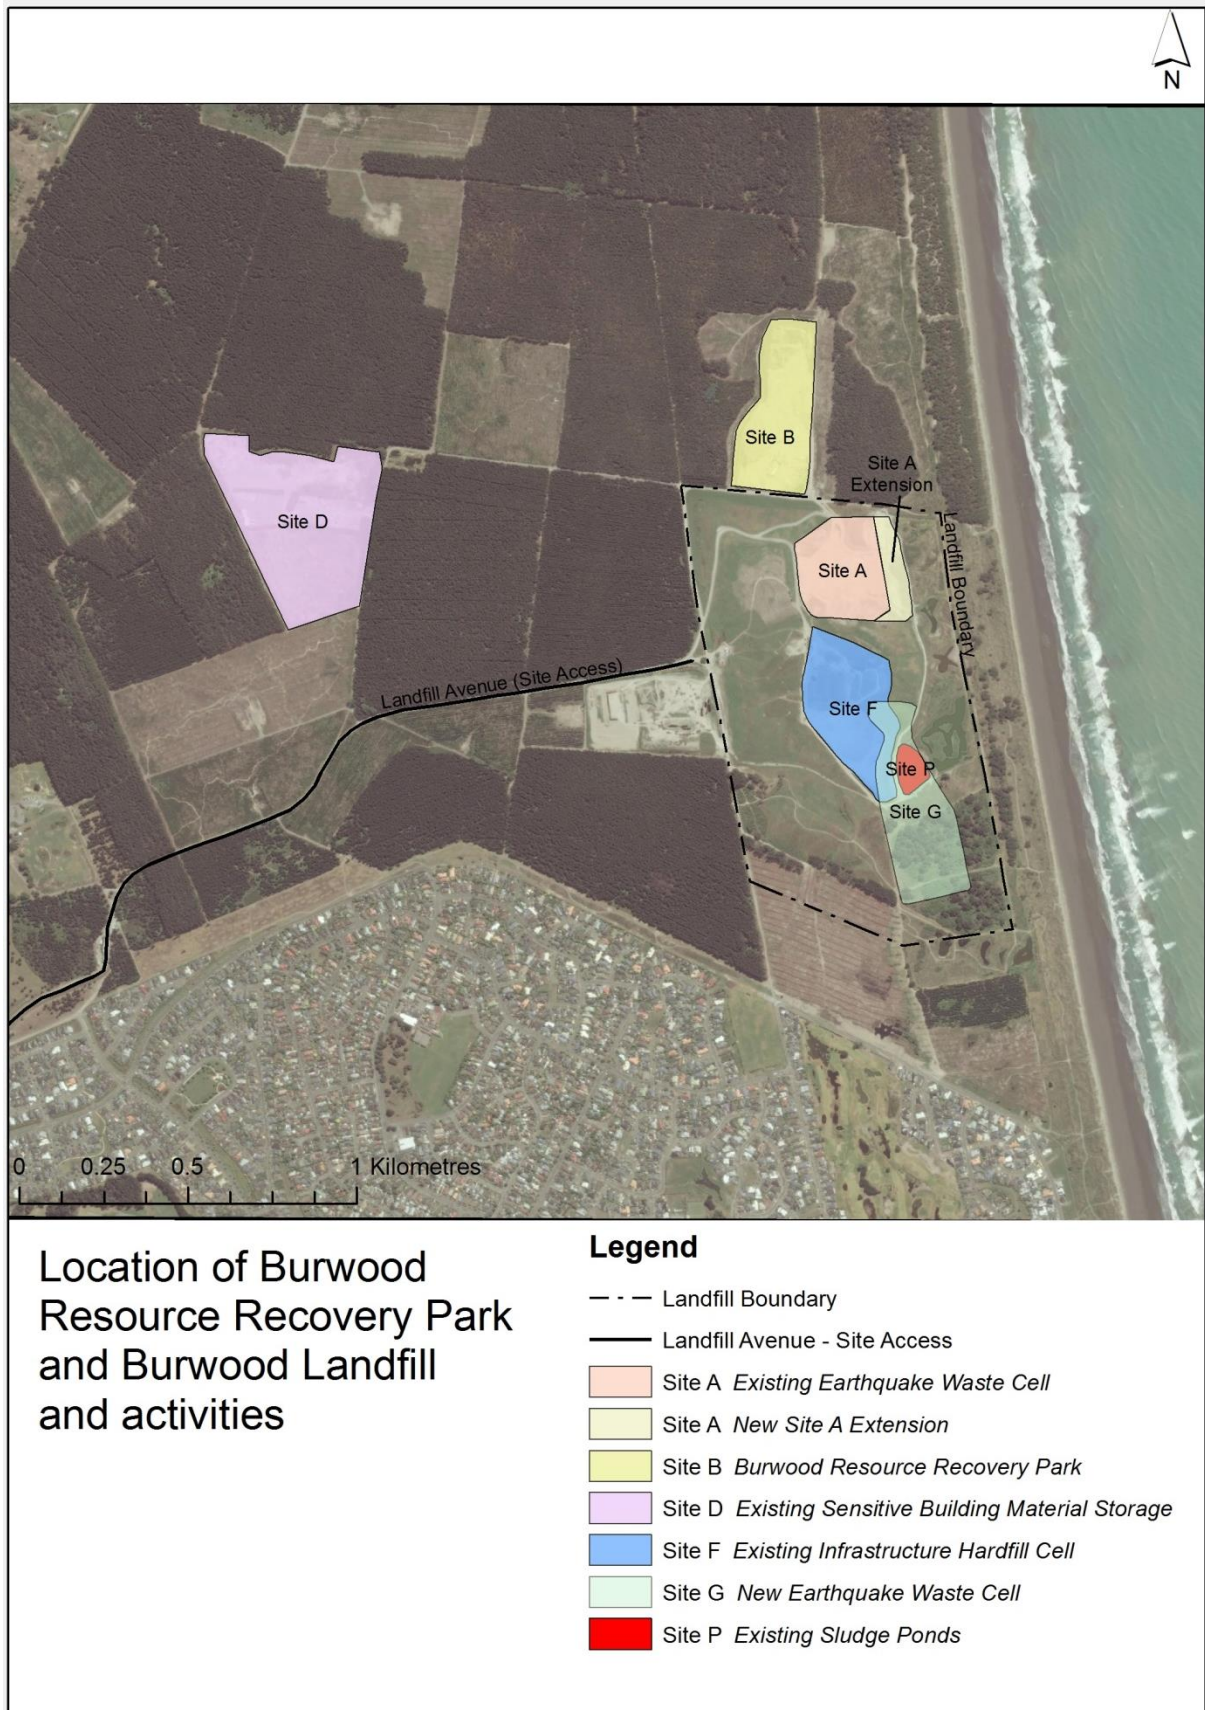 N
Site B
Site A
Extension
Site D
Landfill Boundary
Site A
Landfill Avenue (Site Access)
Site F
Site P
Site G
0 0.25 0.5 1 Kilometres
Location of Burwood
Resource Recovery Park
and Burwood Landfill
and activities
Legend
Landfill Boundary
Landfill Avenue - Site Access
Site A Existing Earthquake Waste Cell
Site A New Site A Extension
Site B Burwood Resource Recovery Park
Site D Existing Sensitive Building Material Storage
Site F Existing Infrastructure Hardfill Cell
Site G New Earthquake Waste Cell
Site P Existing Sludge Ponds